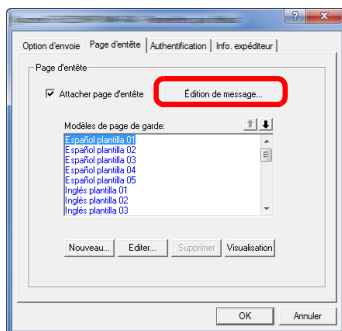 Option d'envoie Page d'entête Authentification Info. expéditeur
Page d'entête
Attacher page d'entête Édition de message...
Modèles de page de garde:
Español plantilla 01
Español plantilla 02
Español plantilla 03
Español plantilla 04
Español plantilla 05
Inglés plantilla 01
Inglés plantilla 02
Inglés plantilla 03
Nouveau... Editer... Supprimer Visualisation
OK Annuler